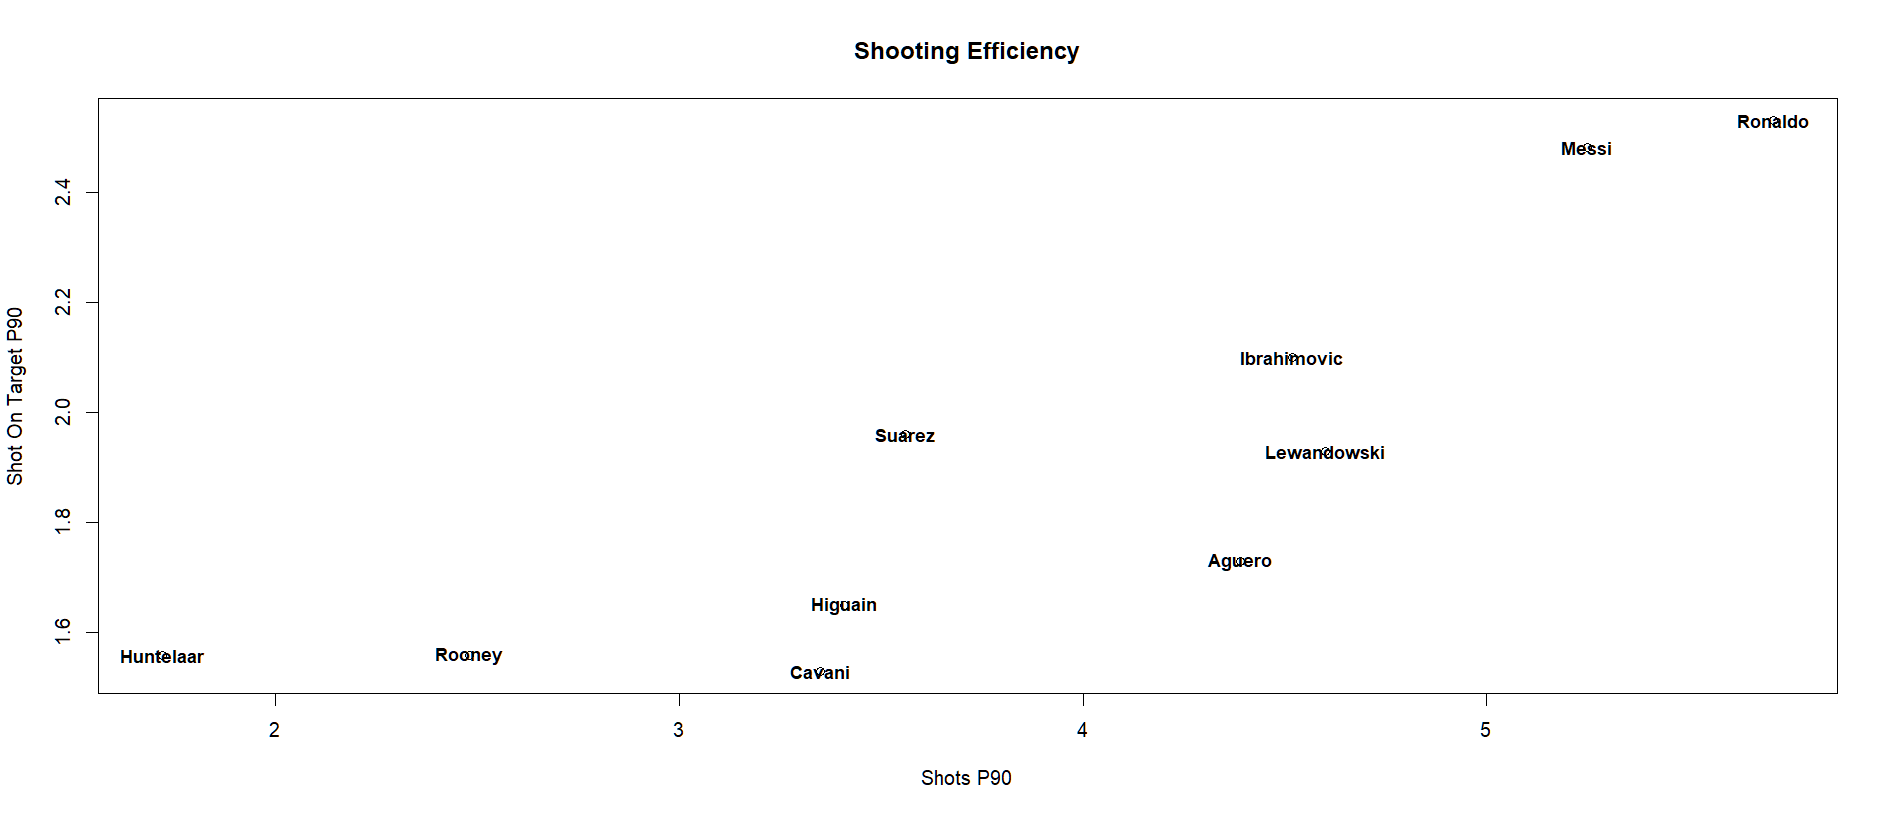 Shooting Efficiency
Ronaldo
Messi
2.4
2.2
Ibrahimovic
Shot On Target P90
2.0
Suarez
Lewandowski
1.8
Aguero
Higuain
1.6
Huntelaar
Rooney
Cavani
2
3
4
5
Shots P90